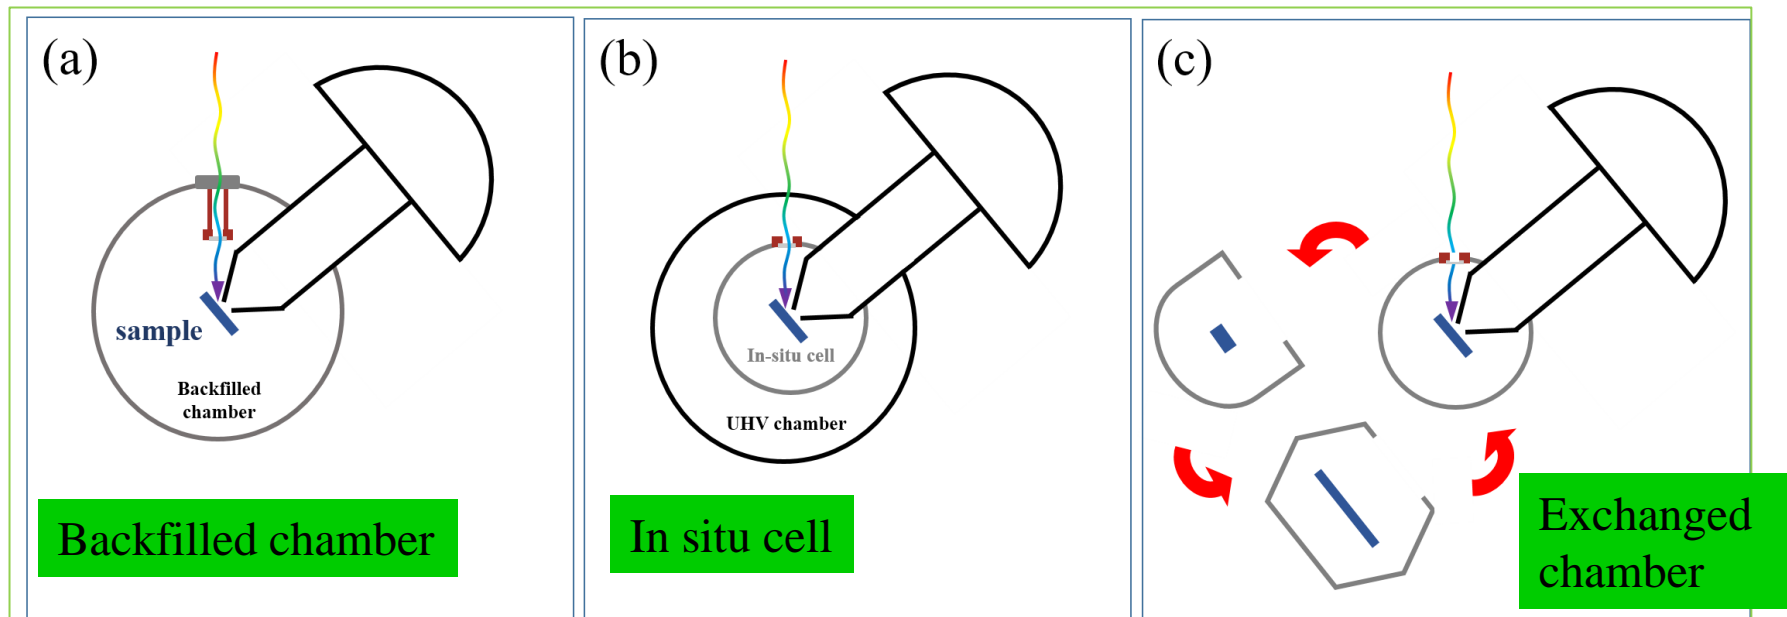 (a)
sample
Backfilled
chamber
Backfilled chamber
(b)
In-situ cell
UHV chamber
In situ cell
(c)
Exchanged
chamber